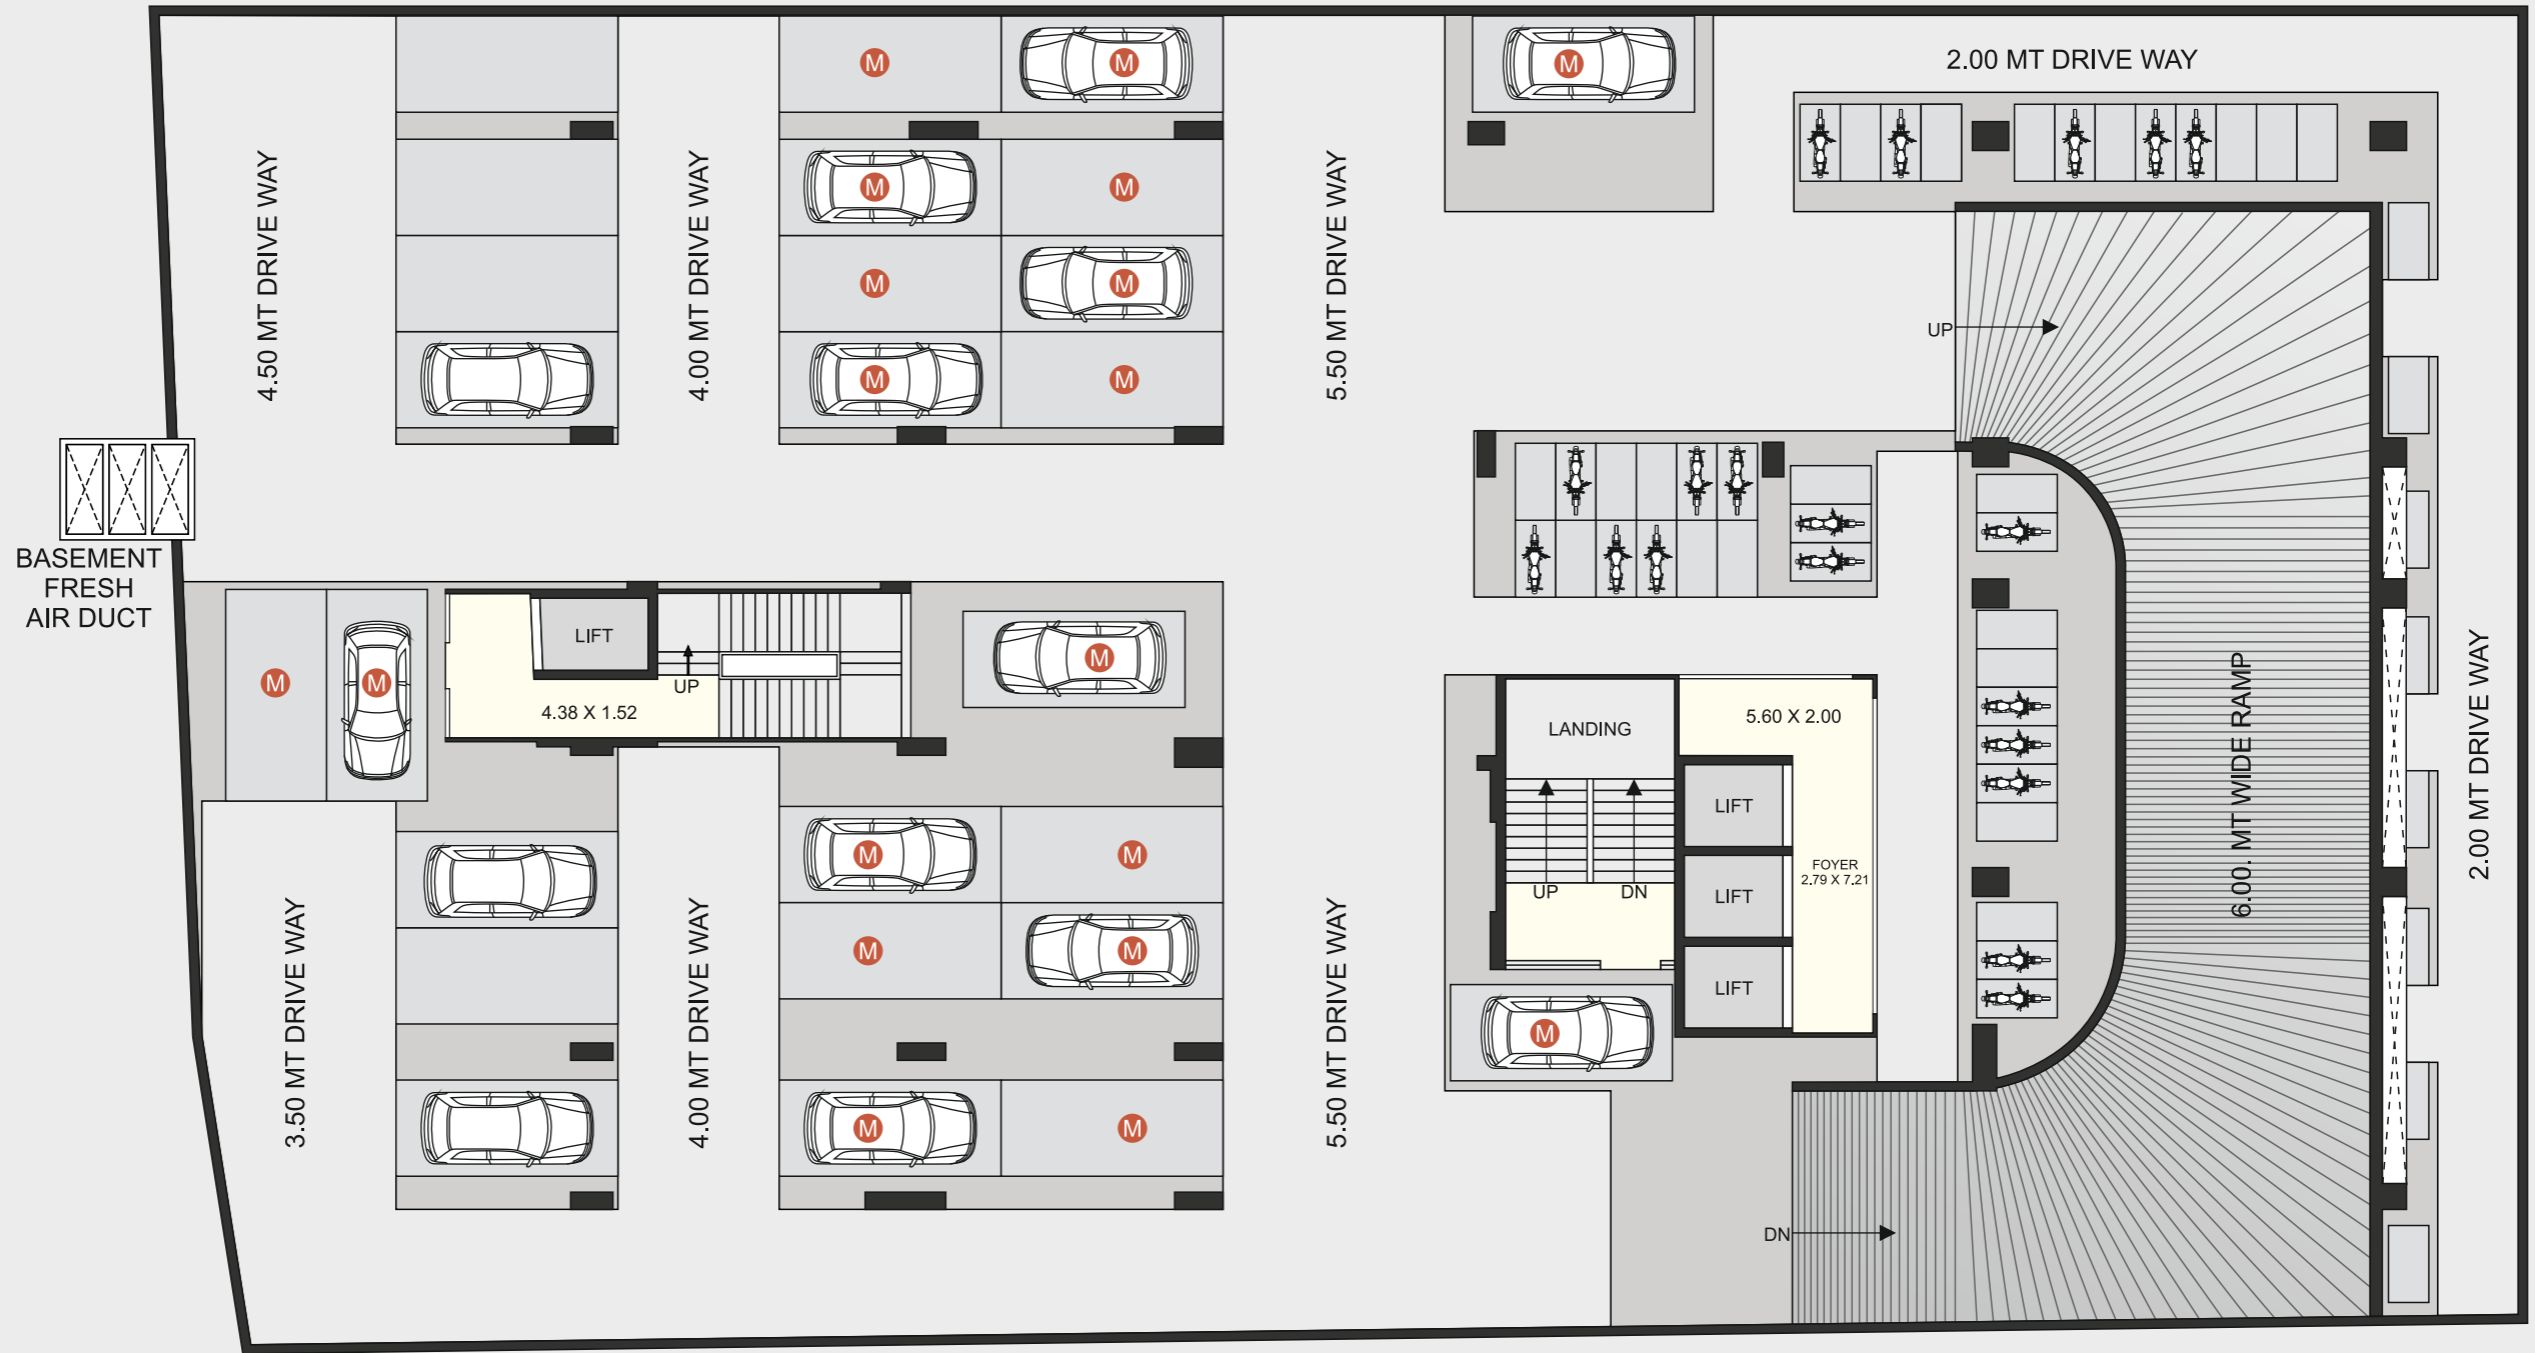 M
M
M
2.00 MT DRIVE WAY
4.50 MT DRIVE WAY
4.00 MT DRIVE WAY
M
M
5.50 MT DRIVE WAY
M
M
UP
M
M
BASEMENT
FRESH
AIR DUCT
M
M
LIFT
UP
4.38 X 1.52
M
LANDING
5.60 X 2.00
LIFT
LIFT
LIFT
UP
DN
FOYER
2.79 X 7.21
6.00. MT WIDE RAMP
2.00 MT DRIVE WAY
M
M
M
M
3.50 MT DRIVE WAY
4.00 MT DRIVE WAY
5.50 MT DRIVE WAY
M
M
M
DN